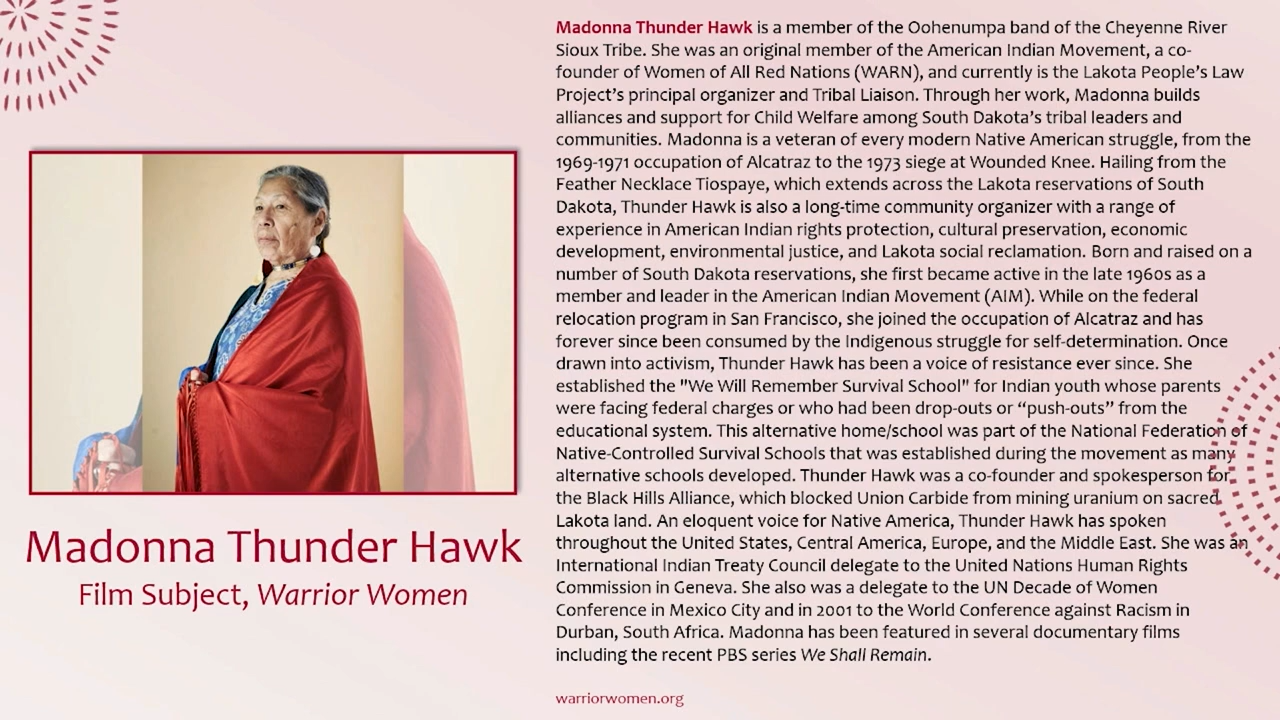 Madonna Thunder Hawk is a member of the Oohenumpa band of the Cheyenne River
Sioux Tribe. She was an original member of the American Indian Movement, a co-
founder of Women of All Red Nations (WARN), and currently is the Lakota People's Law
Project's principal organizer and Tribal Liaison. Through her work, Madonna builds
alliances and support for Child Welfare among South Dakota's tribal leaders and
communities. Madonna is a veteran of every modern Native American struggle, from the
1969-1971 occupation of Alcatraz to the 1973 siege at Wounded Knee. Hailing from the
Feather Necklace Tiospaye, which extends across the Lakota reservations of South
Dakota, Thunder Hawk is also a long-time community organizer with a range of
experience in American Indian rights protection, cultural preservation, economic
development, environmental justice, and Lakota social reclamation. Born and raised on a
number of South Dakota reservations, she first became active in the late 1960s as a
member and leader in the American Indian Movement (AIM). While on the federal
relocation program in San Francisco, she joined the occupation of Alcatraz and has
forever since been consumed by the Indigenous struggle for self-determination. Once
drawn into activism, Thunder Hawk has been a voice of resistance ever since. She
established the "We Will Remember Survival School" for Indian youth whose parents
were facing federal charges or who had been drop-outs or “push-outs” from the
educational system. This alternative home/school was part of the National Federation of
Native-Controlled Survival Schools that was established during the movement as many
alternative schools developed. Thunder Hawk was a co-founder and spokesperson for
the Black Hills Alliance, which blocked Union Carbide from mining uranium on sacred
Lakota land. An eloquent voice for Native America, Thunder Hawk has spoken
throughout the United States, Central America, Europe, and the Middle East. She was an
International Indian Treaty Council delegate to the United Nations Human Rights
Commission in Geneva. She also was a delegate to the UN Decade of Women
Conference in Mexico City and in 2001 to the World Conference against Racism in
Durban, South Africa. Madonna has been featured in several documentary films
including the recent PBS series We Shall Remain.
warriorwomen.org
Madonna Thunder Hawk
Film Subject, Warrior Women